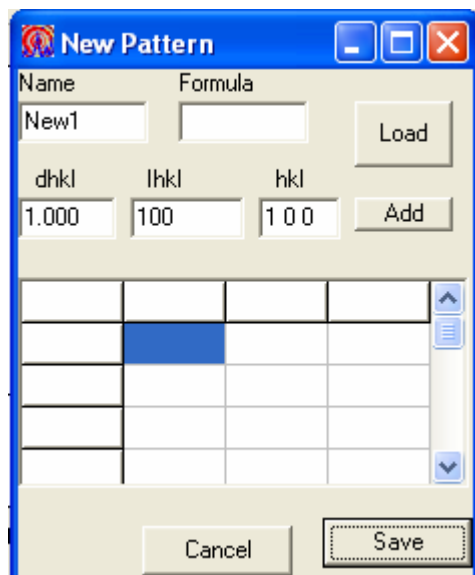 New Pattern
Name Formula
New1
Load
dhkl Ihkl hkl
1.000 100 1 0 0 Add
Cancel Save